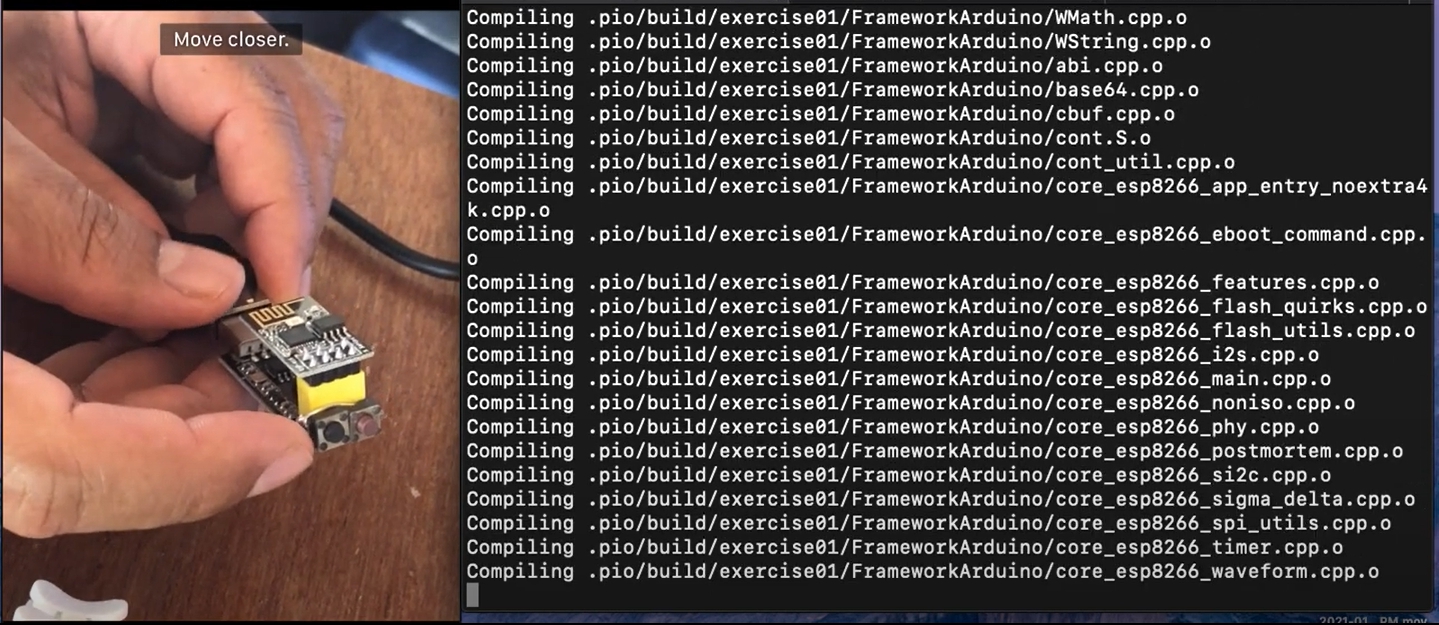 Move closer.
Compiling .pio/build/exercise01/FrameworkArduino/WMath.cpp.o
Compiling .pio/build/exercise01/FrameworkArduino/WString.cpp.o
Compiling .pio/build/exercise01/FrameworkArduino/abi.cpp.o
Compiling .pio/build/exercise01/FrameworkArduino/base64.cpp.o
Compiling .pio/build/exercise01/FrameworkArduino/cbuf.cpp.o
Compiling .pio/build/exercise01/FrameworkArduino/cont.S.o
Compiling .pio/build/exercise01/FrameworkArduino/cont_util.cpp.o
Compiling .pio/build/exercise01/FrameworkArduino/core_esp8266_app_entry_noextra4
k.cpp.o
Compiling .pio/build/exercise01/FrameworkArduino/core_esp8266_eboot_command.cpp.
o
Compiling .pio/build/exercise01/FrameworkArduino/core_esp8266_features.cpp.o
Compiling .pio/build/exercise01/FrameworkArduino/core_esp8266_flash_quirks.cpp.o
Compiling .pio/build/exercise01/FrameworkArduino/core_esp8266_flash_utils.cpp.o
Compiling .pio/build/exercise01/FrameworkArduino/core_esp8266_i2s.cpp.o
Compiling .pio/build/exercise01/FrameworkArduino/core_esp8266_main.cpp.o
Compiling .pio/build/exercise01/FrameworkArduino/core_esp8266_noniso.cpp.o
Compiling .pio/build/exercise01/FrameworkArduino/core_esp8266_phy.cpp.o
Compiling .pio/build/exercise01/FrameworkArduino/core_esp8266_postmortem.cpp.o
Compiling .pio/build/exercise01/FrameworkArduino/core_esp8266_si2c.cpp.o
Compiling .pio/build/exercise01/FrameworkArduino/core_esp8266_sigma_delta.cpp.o
Compiling .pio/build/exercise01/FrameworkArduino/core_esp8266_spi_utils.cpp.o
Compiling .pio/build/exercise01/FrameworkArduino/core_esp8266_timer.cpp.o
Compiling .pio/build/exercise01/FrameworkArduino/core_esp8266_waveform.cpp.o